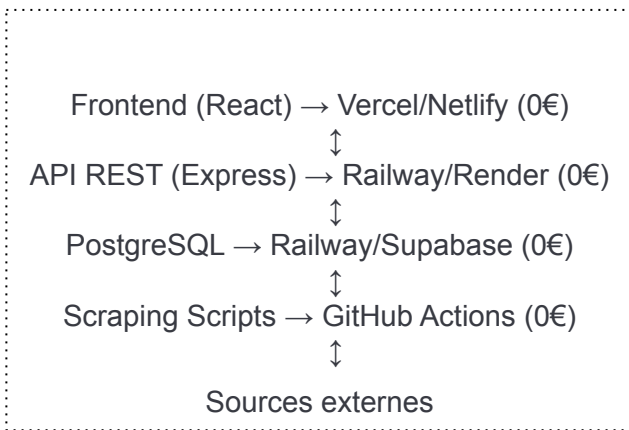 Frontend (React) → Vercel/Netlify (0€)
↕
API REST (Express) → Railway/Render (0€)
↕
PostgreSQL → Railway/Supabase (0€)
↕
Scraping Scripts → GitHub Actions (0€)
↕
Sources externes